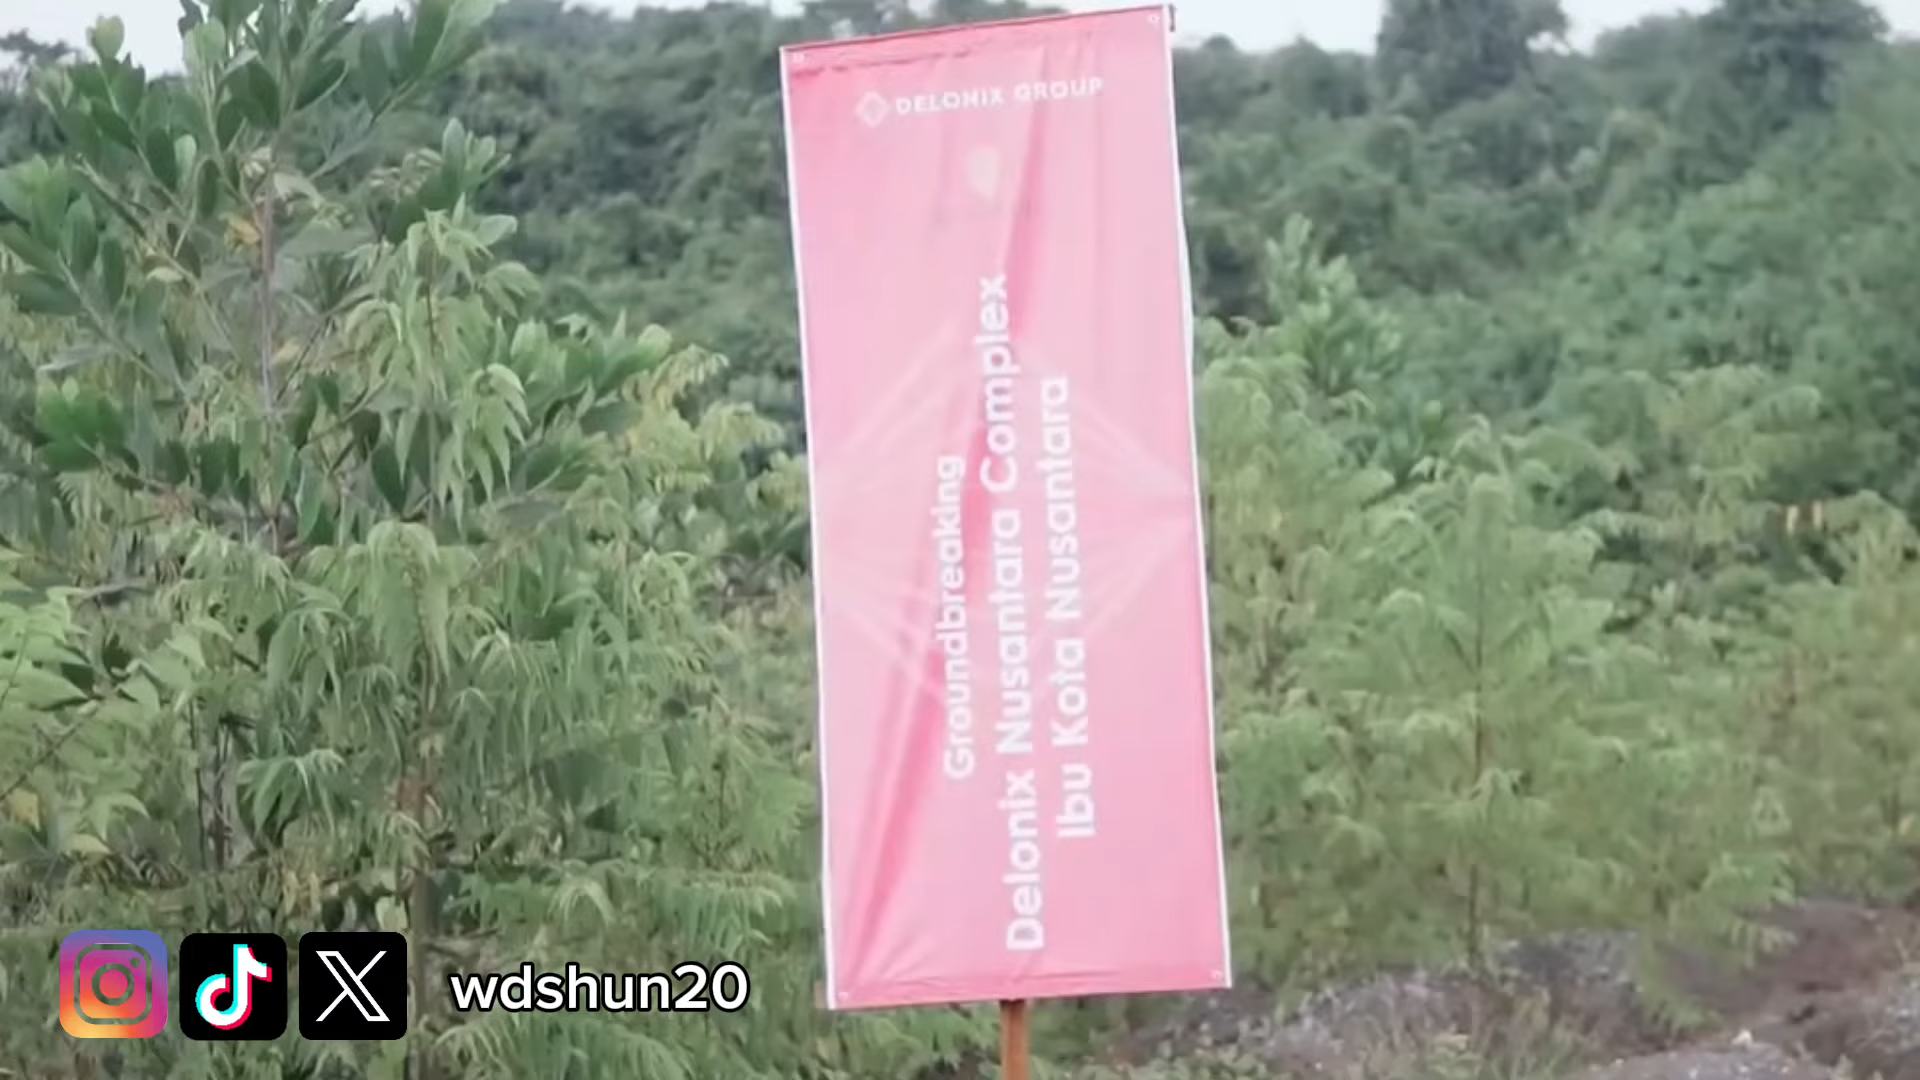 DELONIX GROUP
Groundbreaking
Delonix Nusantara Complex
Ibu Kota Nusantara
wdshun20